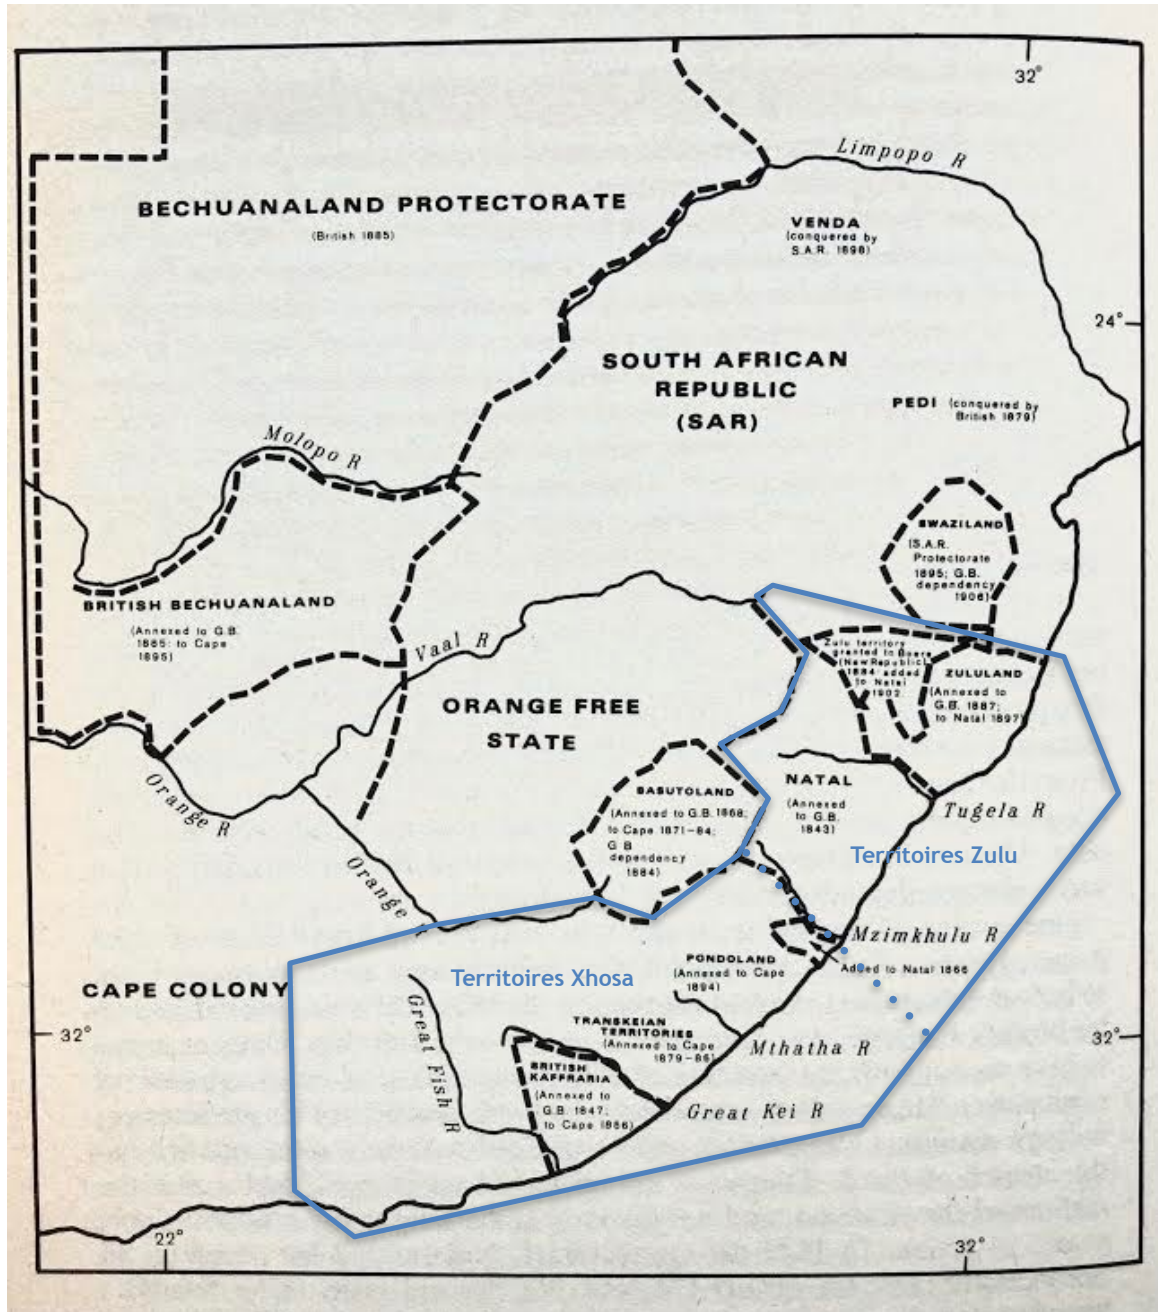 32°
Limpopo R
BECHUANALAND PROTECTORATE
(British 1885)
VENDA
(conquered by
S.A.R. 1898)
24°
SOUTH AFRICAN
REPUBLIC
(SAR)
PEDI (conquered by
British 1879)
Molopo R
SWAZILAND
(S.A.R.
Protectorate
1895; G.B.
dependency
1906)
BRITISH BECHUANALAND
(Annexed to G.B.
1885: to Cape
1895)
Vaal R
Zulu territory
granted to Boers
(New Republic)
1884 added
to Natal
1902
ZULULAND
(Annexed to
G.B. 1887;
to Natal 1897)
ORANGE FREE
STATE
Orange R
BASUTOLAND
(Annexed to G.B. 1868;
to Cape 1871-84;
G B
dependency
1884)
NATAL
(Annexed
to G.B.
1843)
Tugela R
Territoires Zulu
Orange
Mzimkhulu R
Added to Natal 1866
PONDOLAND
(Annexed to Cape
1894)
Territoires Xhosa
CAPE COLONY
Great Fish R
TRANSKEIAN
TERRITORIES
(Annexed to Cape
1879-86)
32°
32°
Mthatha R
BRITISH
KAFFRARIA
(Annexed to
G.B. 1847;
to Cape 1866)
Great Kei R
22°
32°